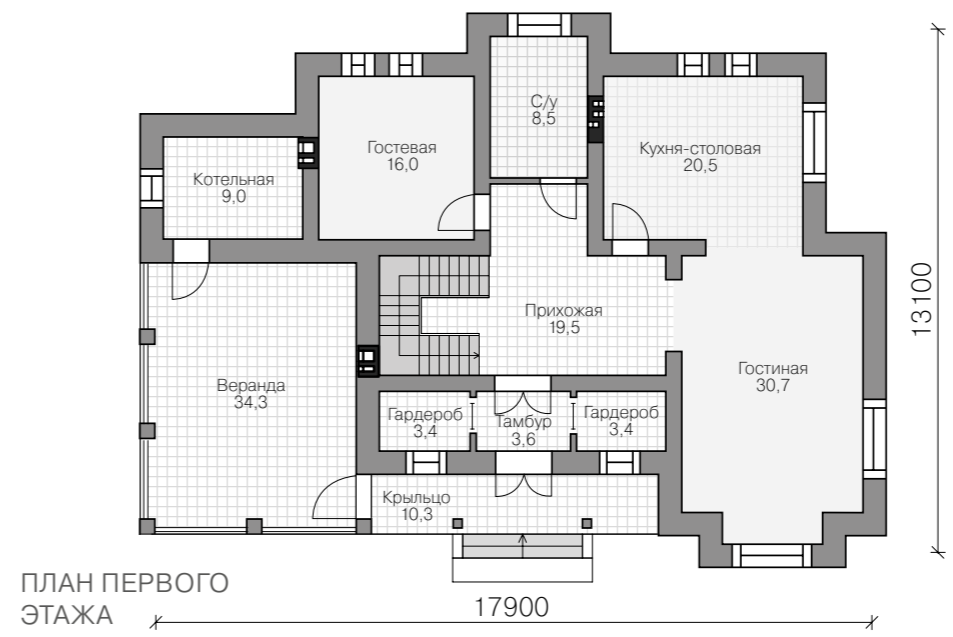 С/у
8,5
Гостевая
16,0
Кухня-столовая
20,5
Котельная
9,0
Прихожая
19,5
13100
Гостиная
30,7
Веранда
34,3
Гардероб
3,4
Тамбур
3,6
Гардероб
3,4
Крыльцо
10,3
ПЛАН ПЕРВОГО
ЭТАЖА
17900